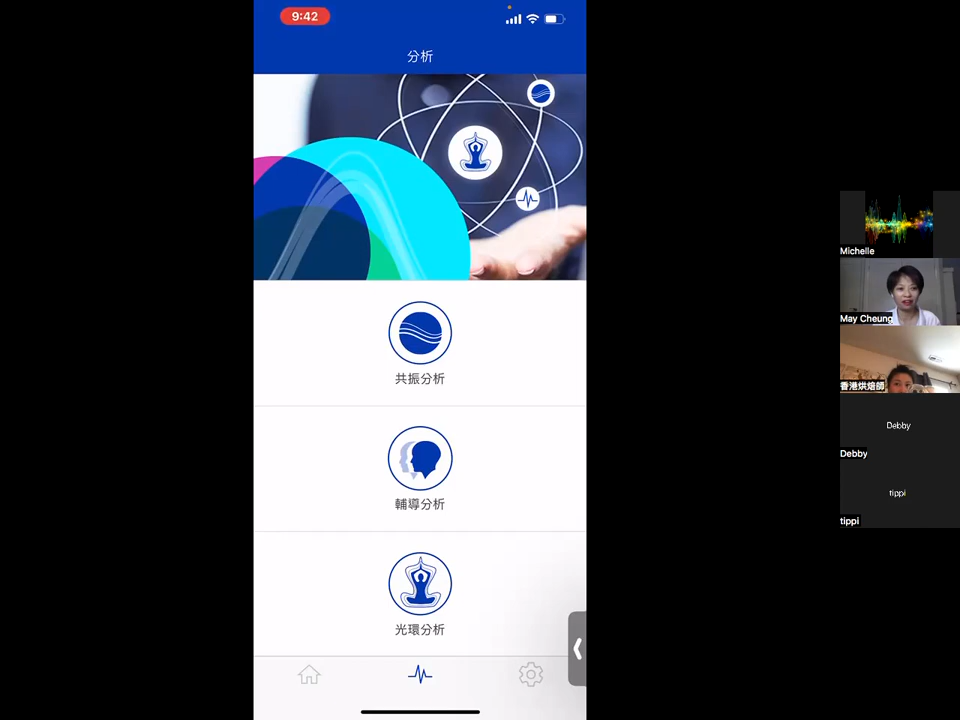 9:42
分析
共振分析
輔導分析
光環分析
Michelle
May Cheung
香港烘焙師
Debby
Debby
tippi
tippi